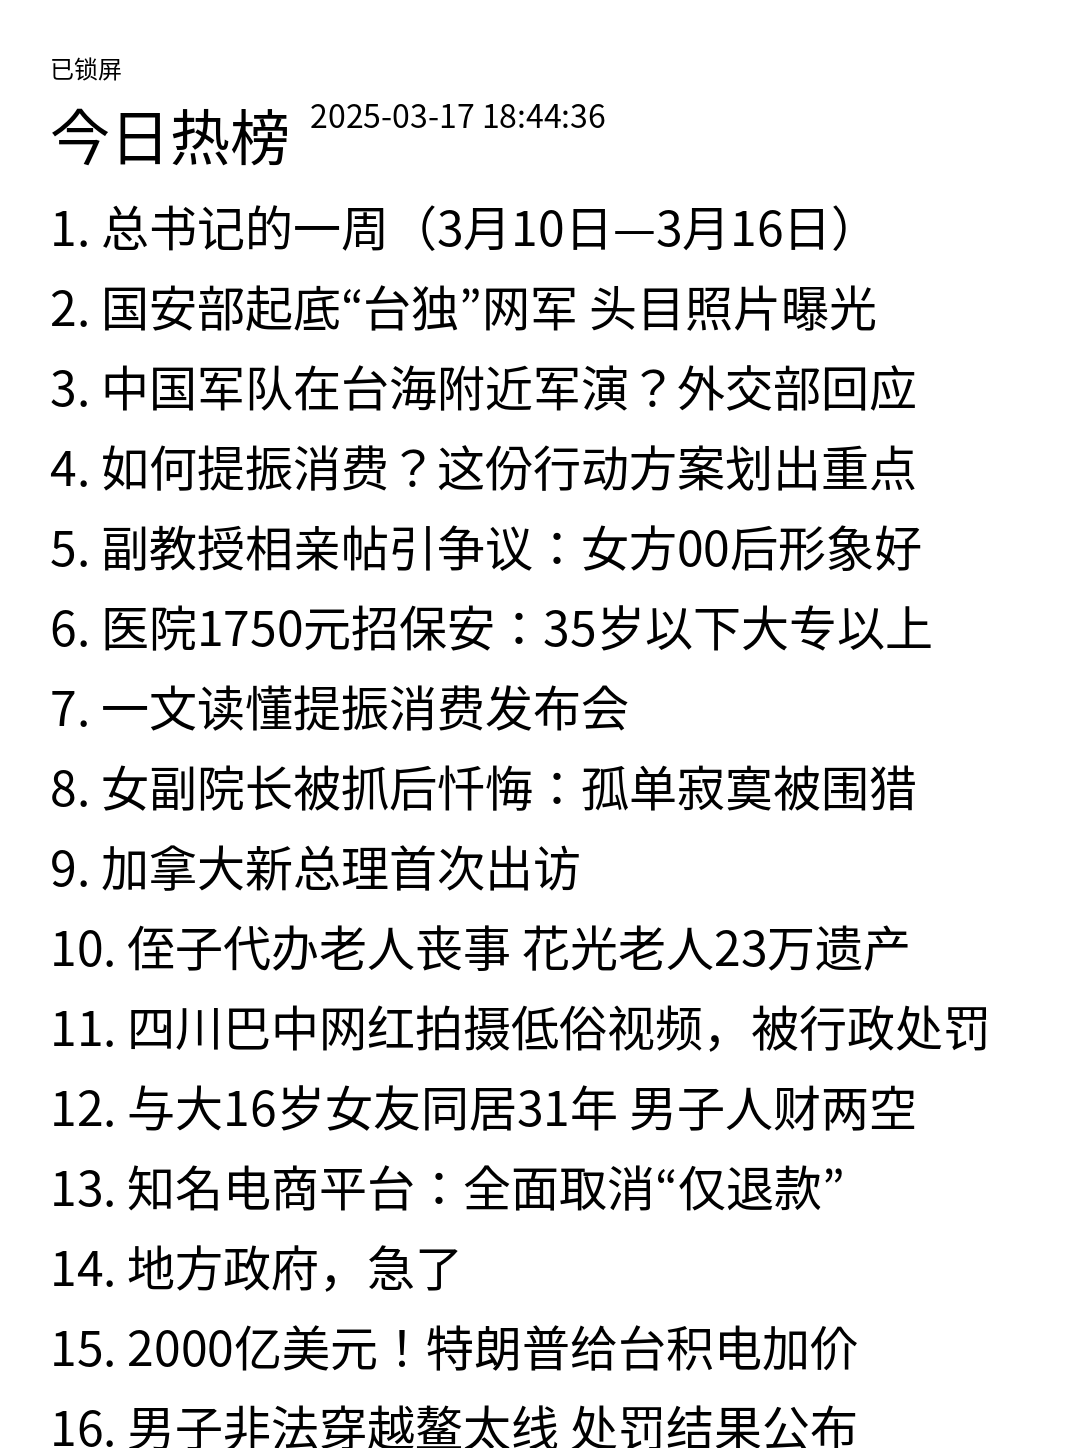 已锁屏
今日热榜 2025-03-17 18:44:36
1. 总书记的一周（3月10日—3月16日）
2. 国安部起底“台独”网军 头目照片曝光
3. 中国军队在台海附近军演？外交部回应
4. 如何提振消费？这份行动方案划出重点
5. 副教授相亲帖引争议：女方00后形象好
6. 医院1750元招保安：35岁以下大专以上
7. 一文读懂提振消费发布会
8. 女副院长被抓后忏悔：孤单寂寞被围猎
9. 加拿大新总理首次出访
10. 侄子代办老人丧事 花光老人23万遗产
11. 四川巴中网红拍摄低俗视频，被行政处罚
12. 与大16岁女友同居31年 男子人财两空
13. 知名电商平台：全面取消“仅退款”
14. 地方政府，急了
15. 2000亿美元！特朗普给台积电加价
16. 男子非法穿越鳌太线 处罚结果公布